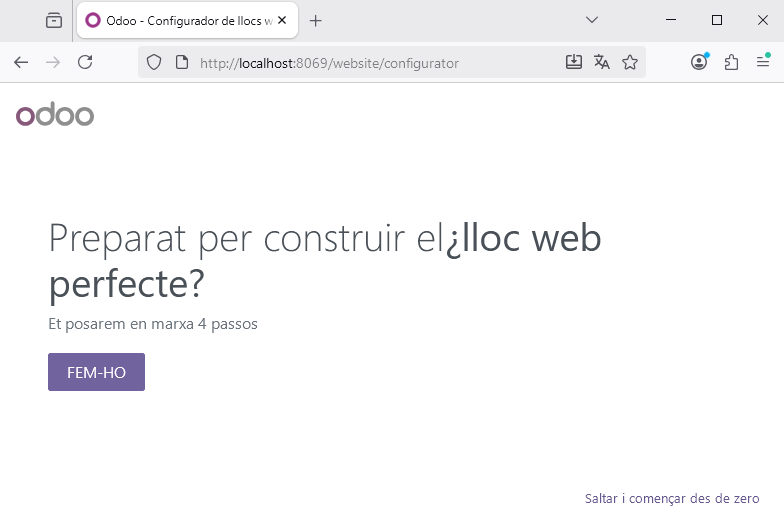 Odoo - Configurador de llocs w
http://localhost:8069/website/configurator
odoo
Preparat per construir el¿lloc web
perfecte?
Et posarem en marxa 4 passos
FEM-HO
Saltar i començar des de zero